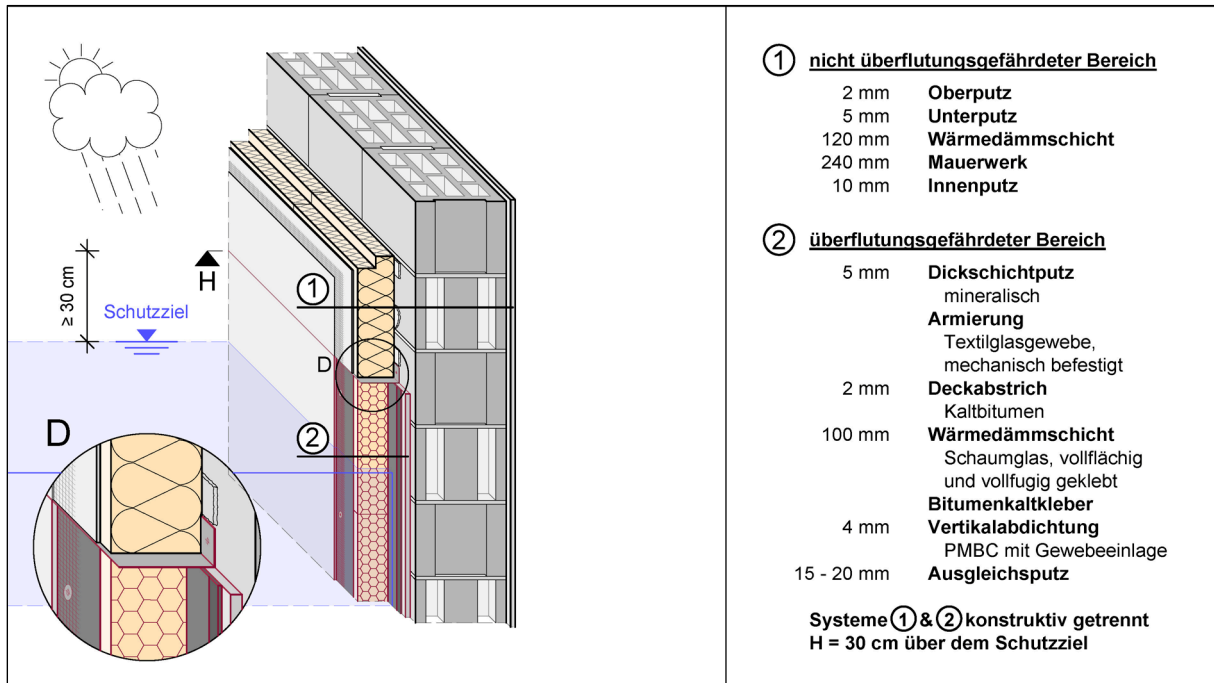 ≥ 30 cm
H
Schutzziel
1
D
2
D
1 nicht überflutungsgefährdeter Bereich
2 mm Oberputz
5 mm Unterputz
120 mm Wärmedämmschicht
240 mm Mauerwerk
10 mm Innenputz
2 überflutungsgefährdeter Bereich
5 mm Dickschichtputz
mineralisch
Armierung
Textilglasgewebe,
mechanisch befestigt
2 mm Deckabstrich
Kaltbitumen
100 mm Wärmedämmschicht
Schaumglas, vollflächig
und vollfugig geklebt
Bitumenkaltkleber
4 mm Vertikalabdichtung
PMBC mit Gewebeeinlage
15 - 20 mm Ausgleichsputz
Systeme 1 & 2 konstruktiv getrennt
H = 30 cm über dem Schutzziel